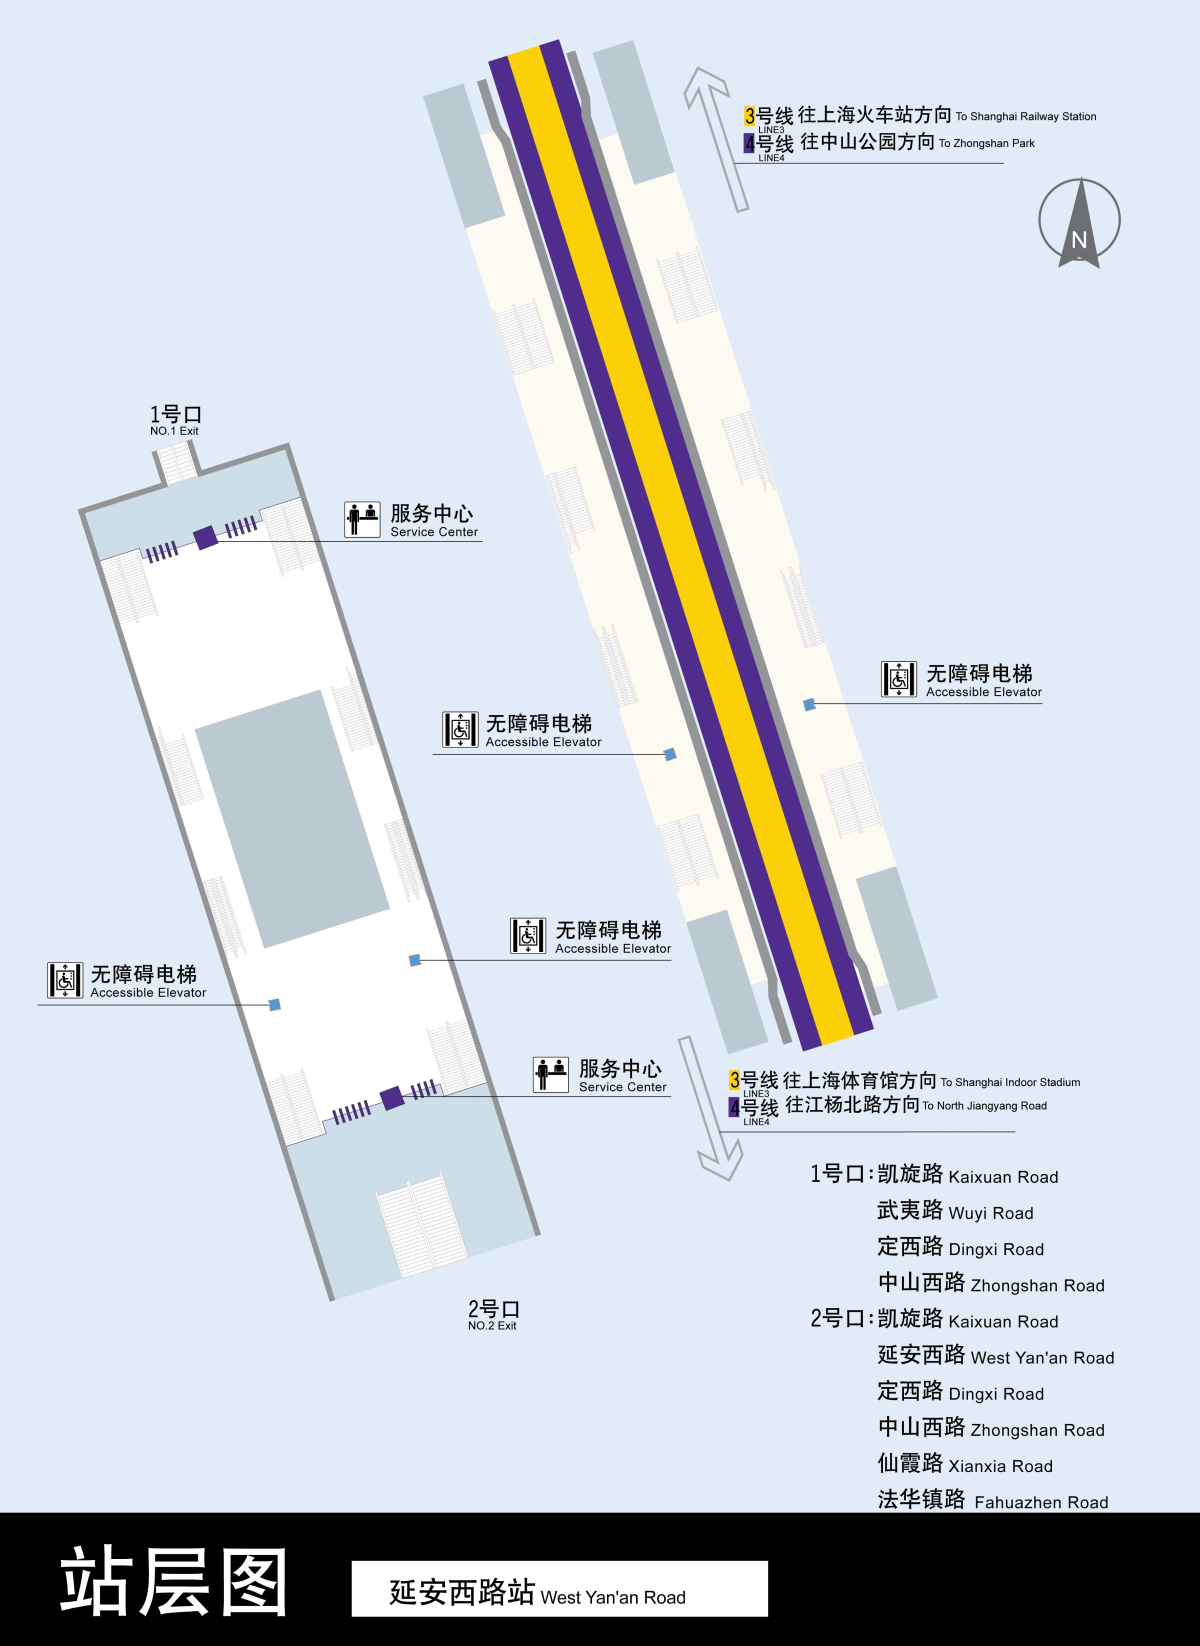 3号线 往上海火车站方向 To Shanghai Railway Station
LINE3
4号线 往中山公园方向 To Zhongshan Park
LINE4
N
1号口
NO.1 Exit
服务中心
Service Center
无障碍电梯
Accessible Elevator
无障碍电梯
Accessible Elevator
无障碍电梯
Accessible Elevator
无障碍电梯
Accessible Elevator
服务中心
Service Center
3号线 往上海体育馆方向 To Shanghai Indoor Stadium
LINE3
4号线 往江杨北路方向 To North Jiangyang Road
LINE4
1号口:凯旋路 Kaixuan Road
武夷路 Wuyi Road
定西路 Dingxi Road
中山西路 Zhongshan Road
2号口:凯旋路 Kaixuan Road
延安西路 West Yan'an Road
定西路 Dingxi Road
中山西路 Zhongshan Road
仙霞路 Xianxia Road
法华镇路 Fahuazhen Road
2号口
NO.2 Exit
站层图
延安西路站 West Yan'an Road